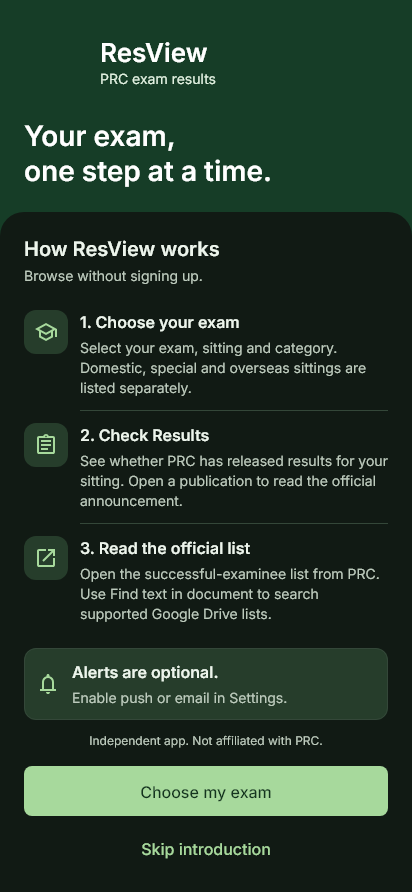 ResView
PRC exam results
Your exam,
one step at a time.
How ResView works
Browse without signing up.
1. Choose your exam
Select your exam, sitting and category.
Domestic, special and overseas sittings are
listed separately.
2. Check Results
See whether PRC has released results for your
sitting. Open a publication to read the official
announcement.
3. Read the official list
Open the successful-examinee list from PRC.
Use Find text in document to search
supported Google Drive lists.
Alerts are optional.
Enable push or email in Settings.
Independent app. Not affiliated with PRC.
Choose my exam
Skip introduction